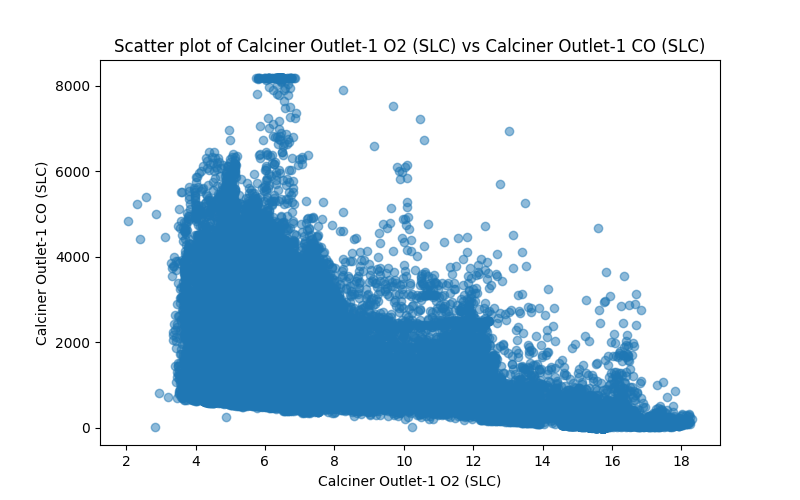 Scatter plot of Calciner Outlet-1 O2 (SLC) vs Calciner Outlet-1 CO (SLC)
8000
6000
4000
2000
0
Calciner Outlet-1 CO (SLC)
2 4 6 8 10 12 14 16 18
Calciner Outlet-1 O2 (SLC)